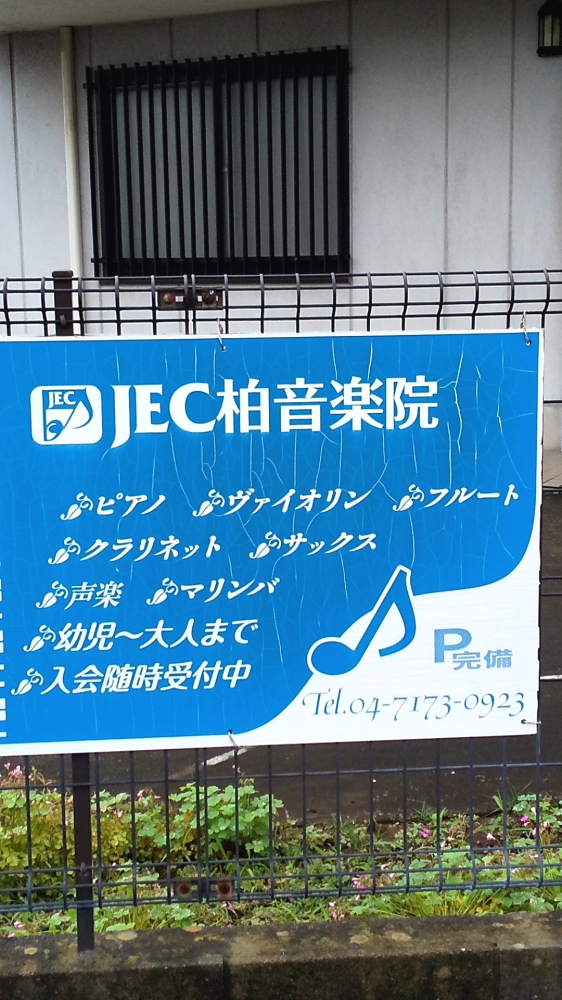 JEC
JEC柏音楽院
ピアノ ヴァイオリン フルート
クラリネット サックス
声楽 マリンバ
幼児～大人まで
入会随時受付中
P完備
Tel.04-7173-0923